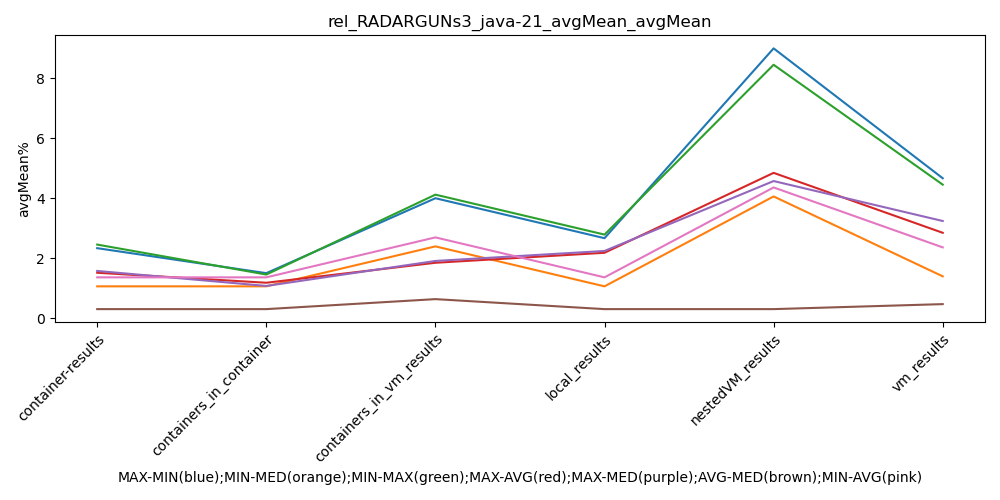 rel_RADARGUNs3_java-21_avgMean_avgMean
avgMean%
8
6
4
2
0
container-results
containers_in_container
containers_in_vm_results
local_results
nestedVM_results
vm_results
MAX-MIN(blue);MIN-MED(orange);MIN-MAX(green);MAX-AVG(red);MAX-MED(purple);AVG-MED(brown);MIN-AVG(pink)